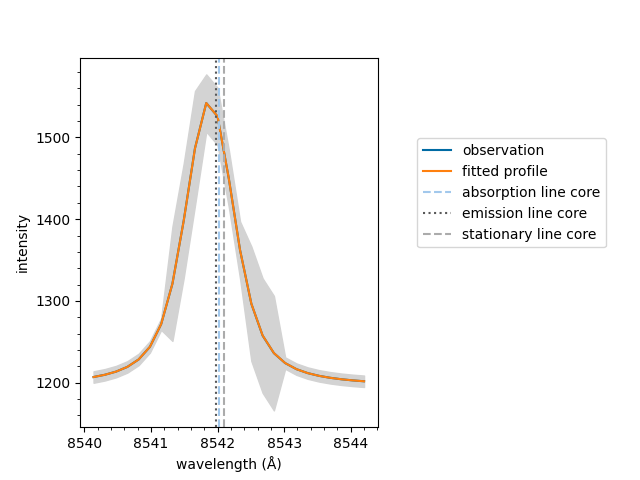 1500
1400
1300
1200
intensity
8540 8541 8542 8543 8544
wavelength (Å)
observation
fitted profile
absorption line core
emission line core
stationary line core